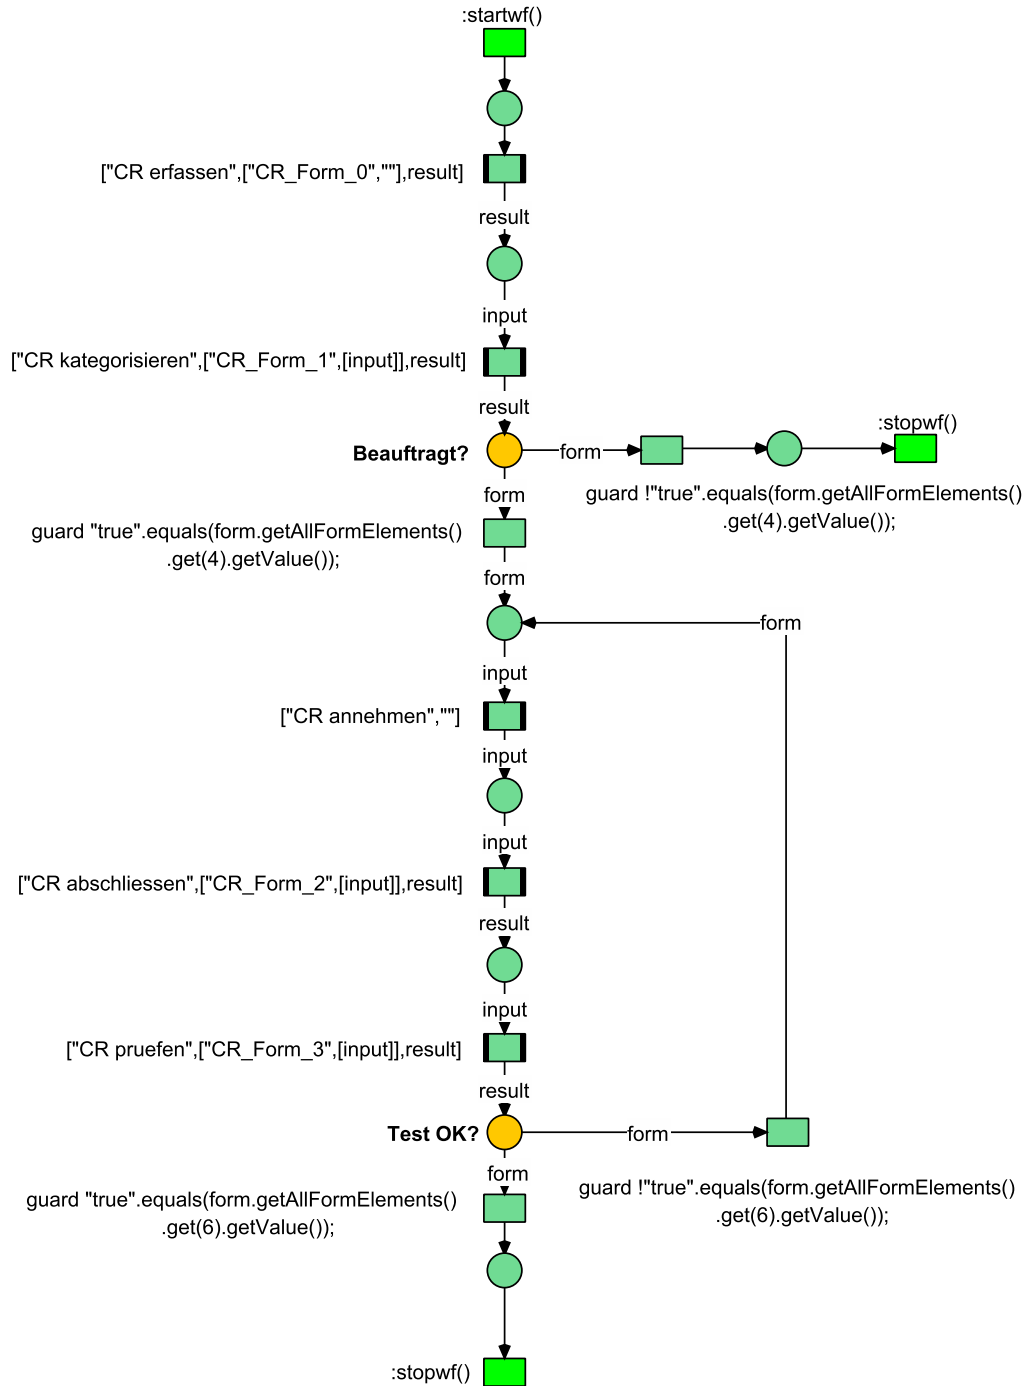 :startwf()
["CR erfassen",["CR_Form_0",""],result]
result
input
["CR kategorisieren",["CR_Form_1",[input]],result]
result
:stopwf()
Beauftragt?
form
form
guard !"true".equals(form.getAllFormElements()
.get(4).getValue());
guard "true".equals(form.getAllFormElements()
.get(4).getValue());
form
form
input
["CR annehmen",""]
input
input
["CR abschliessen",["CR_Form_2",[input]],result]
result
input
["CR pruefen",["CR_Form_3",[input]],result]
result
Test OK?
form
form
guard "true".equals(form.getAllFormElements()
.get(6).getValue());
guard !"true".equals(form.getAllFormElements()
.get(6).getValue());
:stopwf()